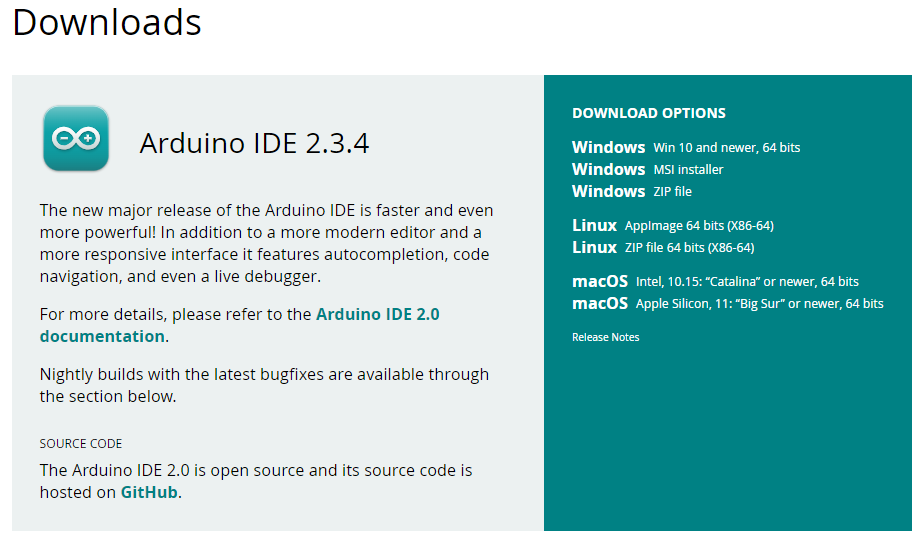 Downloads
Arduino IDE 2.3.4
The new major release of the Arduino IDE is faster and even
more powerful! In addition to a more modern editor and a
more responsive interface it features autocompletion, code
navigation, and even a live debugger.
For more details, please refer to the Arduino IDE 2.0
documentation.
Nightly builds with the latest bugfixes are available through
the section below.
SOURCE CODE
The Arduino IDE 2.0 is open source and its source code is
hosted on GitHub.
DOWNLOAD OPTIONS
Windows Win 10 and newer, 64 bits
Windows MSI installer
Windows ZIP file
Linux AppImage 64 bits (X86-64)
Linux ZIP file 64 bits (X86-64)
macOS Intel, 10.15: “Catalina” or newer, 64 bits
macOS Apple Silicon, 11: “Big Sur” or newer, 64 bits
Release Notes